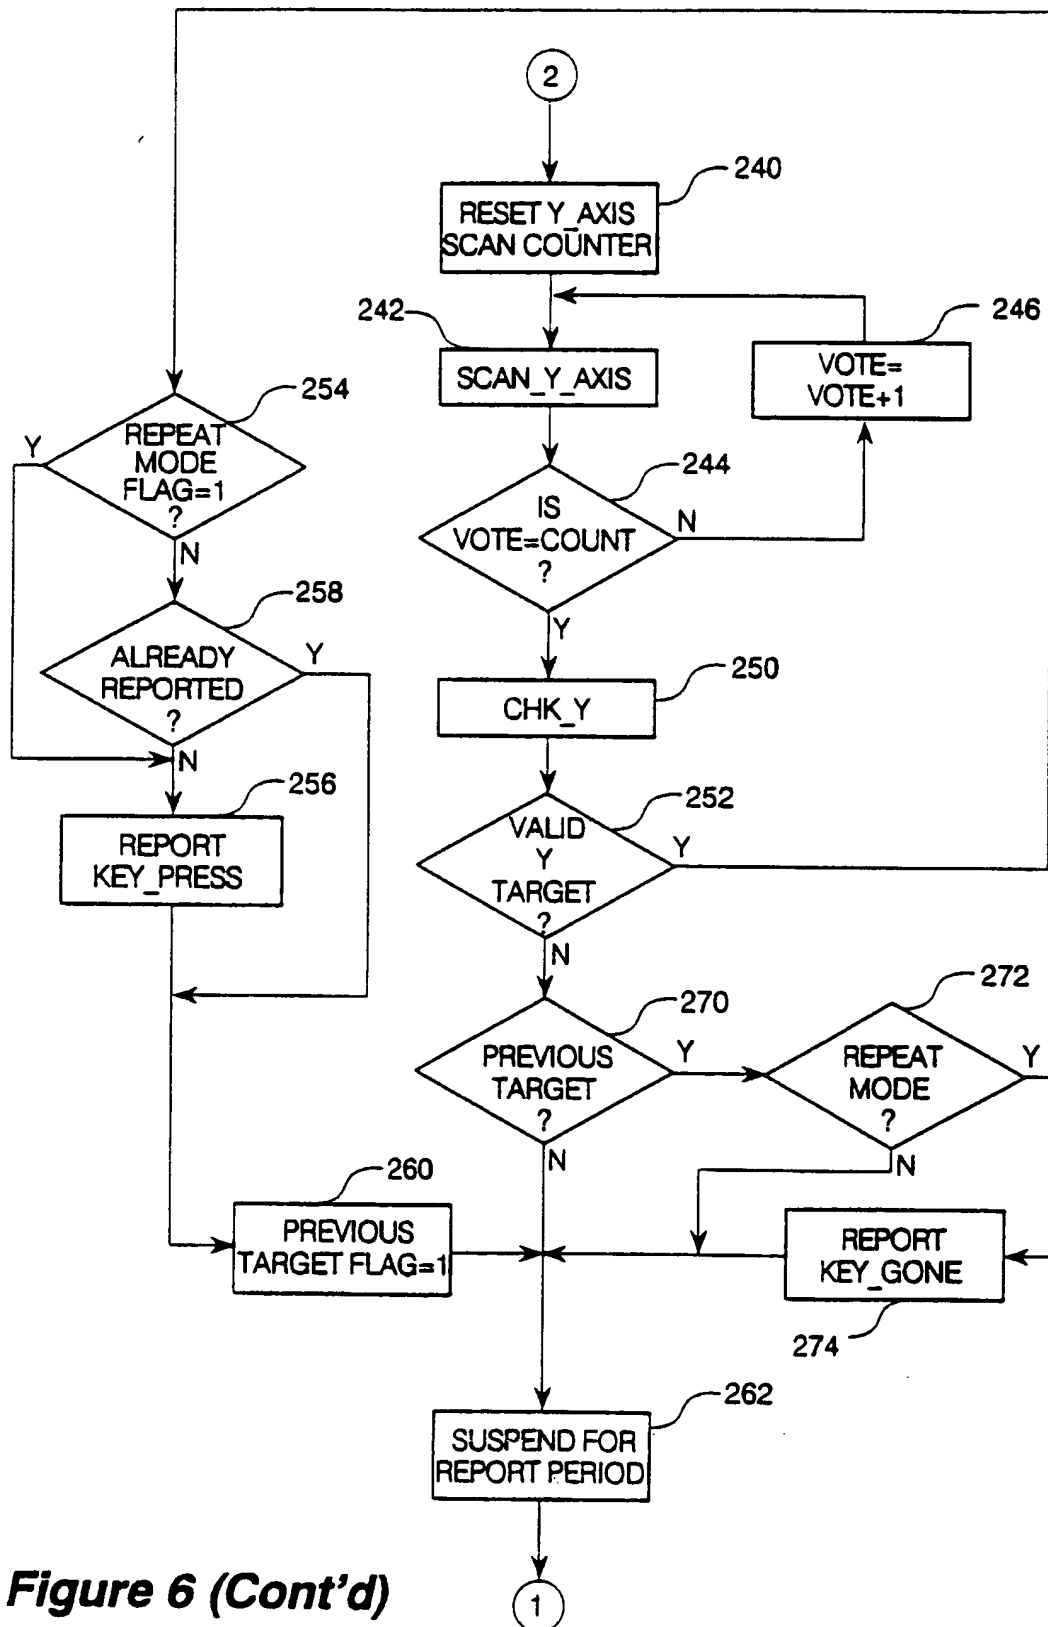 2
240
RESET Y_AXIS
SCAN COUNTER
242
246
SCAN_Y_AXIS
VOTE=
VOTE+1
254
Y
REPEAT
MODE
FLAG=1
?
N
244
IS
VOTE=COUNT
?
N
Y
258
ALREADY
REPORTED
?
Y
N
250
CHK_Y
256
REPORT
KEY_PRESS
252
VALID
Y
TARGET
?
Y
N
270
PREVIOUS
TARGET
?
Y
N
272
REPEAT
MODE
?
Y
N
260
PREVIOUS
TARGET FLAG=1
REPORT
KEY_GONE
274
262
SUSPEND FOR
REPORT PERIOD
1
Figure 6 (Cont'd)